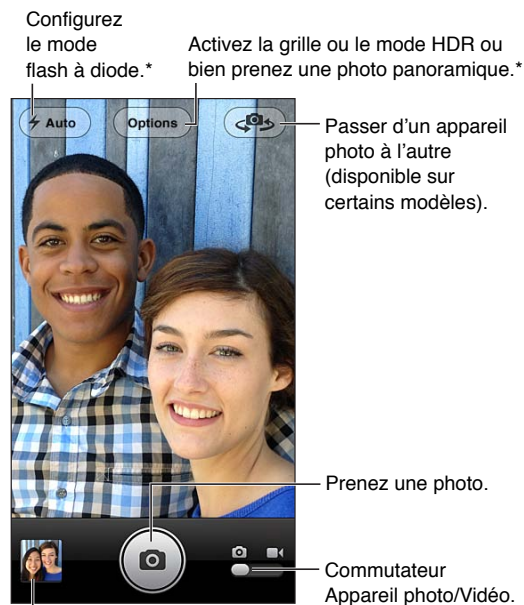 Configurez
le mode
flash à diode.*
Activez la grille ou le mode HDR ou
bien prenez une photo panoramique.*
Auto
Options
Passer d’un appareil
photo à l’autre
(disponible sur
certains modèles).
Prenez une photo.
Commutateur
Appareil photo/Vidéo.